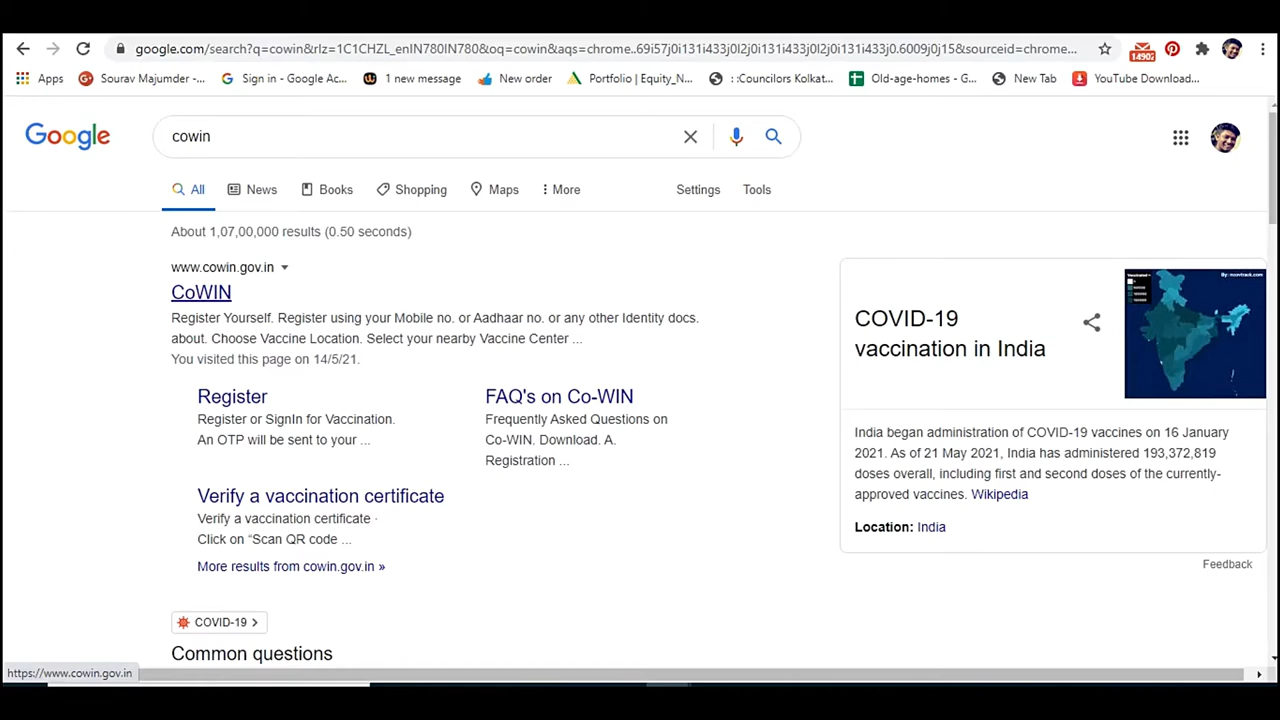 google.com/search?q=cowin&rlz=1C1CHZL_enIN780IN780&oq=cowin&aqs=chrome..69i57j0i131i433j0l2j0i131i433j0l2j0i131i433j0.6009j0j15&sourceid=chrome...
14902
Apps Sourav Majumder -... Sign in - Google Ac... 1 new message New order Portfolio | Equity_N... : :Councilors Kolkat... Old-age-homes - G... New Tab YouTube Download...
Google cowin
All News Books Shopping Maps More Settings Tools
About 1,07,00,000 results (0.50 seconds)
www.cowin.gov.in
CoWIN
Register Yourself. Register using your Mobile no. or Aadhaar no. or any other Identity docs.
about. Choose Vaccine Location. Select your nearby Vaccine Center ...
You visited this page on 14/5/21.
Register
Register or SignIn for Vaccination.
An OTP will be sent to your ...
FAQ's on Co-WIN
Frequently Asked Questions on
Co-WIN. Download. A.
Registration ...
Verify a vaccination certificate
Verify a vaccination certificate ·
Click on “Scan QR code ...
More results from cowin.gov.in »
COVID-19
Common questions
COVID-19
vaccination in India
India began administration of COVID-19 vaccines on 16 January
2021. As of 21 May 2021, India has administered 193,372,819
doses overall, including first and second doses of the currently-
approved vaccines. Wikipedia
Location: India
Feedback
https://www.cowin.gov.in